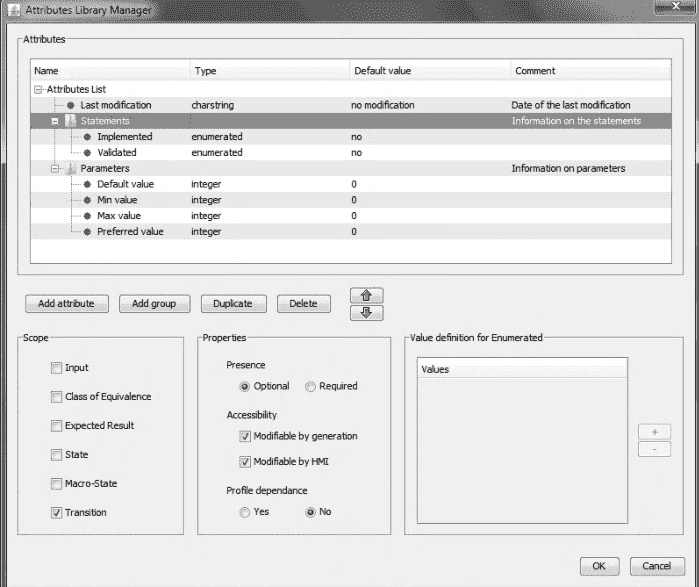 Attributes Library Manager
Attributes
Name Type Default value Comment
Attributes List
Last modification charstring no modification Date of the last modification
Statements Information on the statements
Implemented enumerated no
Validated enumerated no
Parameters Information on parameters
Default value integer 0
Min value integer 0
Max value integer 0
Preferred value integer 0
Add attribute Add group Duplicate Delete
Scope Properties Value definition for Enumerated
Input
Class of Equivalence
Expected Result
State
Macro-State
Transition
Presence
Optional Required
Accessibility
Modifiable by generation
Modifiable by HMI
Profile dependance
Yes No
Values
+
-
OK Cancel